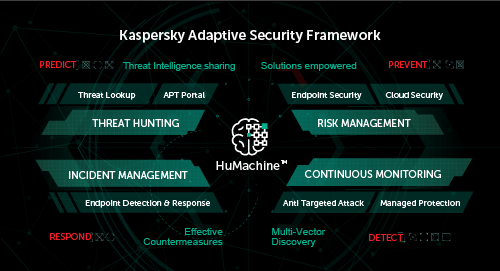 Kaspersky Adaptive Security Framework
PREDICT
Threat Intelligence sharing
Solutions empowered
PREVENT
Threat Lookup
APT Portal
Endpoint Security
Cloud Security
THREAT HUNTING
RISK MANAGEMENT
HuMachine™
INCIDENT MANAGEMENT
CONTINUOUS MONITORING
Endpoint Detection & Response
Anti Targeted Attack
Managed Protection
RESPOND
Effective
Countermeasures
Multi-Vector
Discovery
DETECT